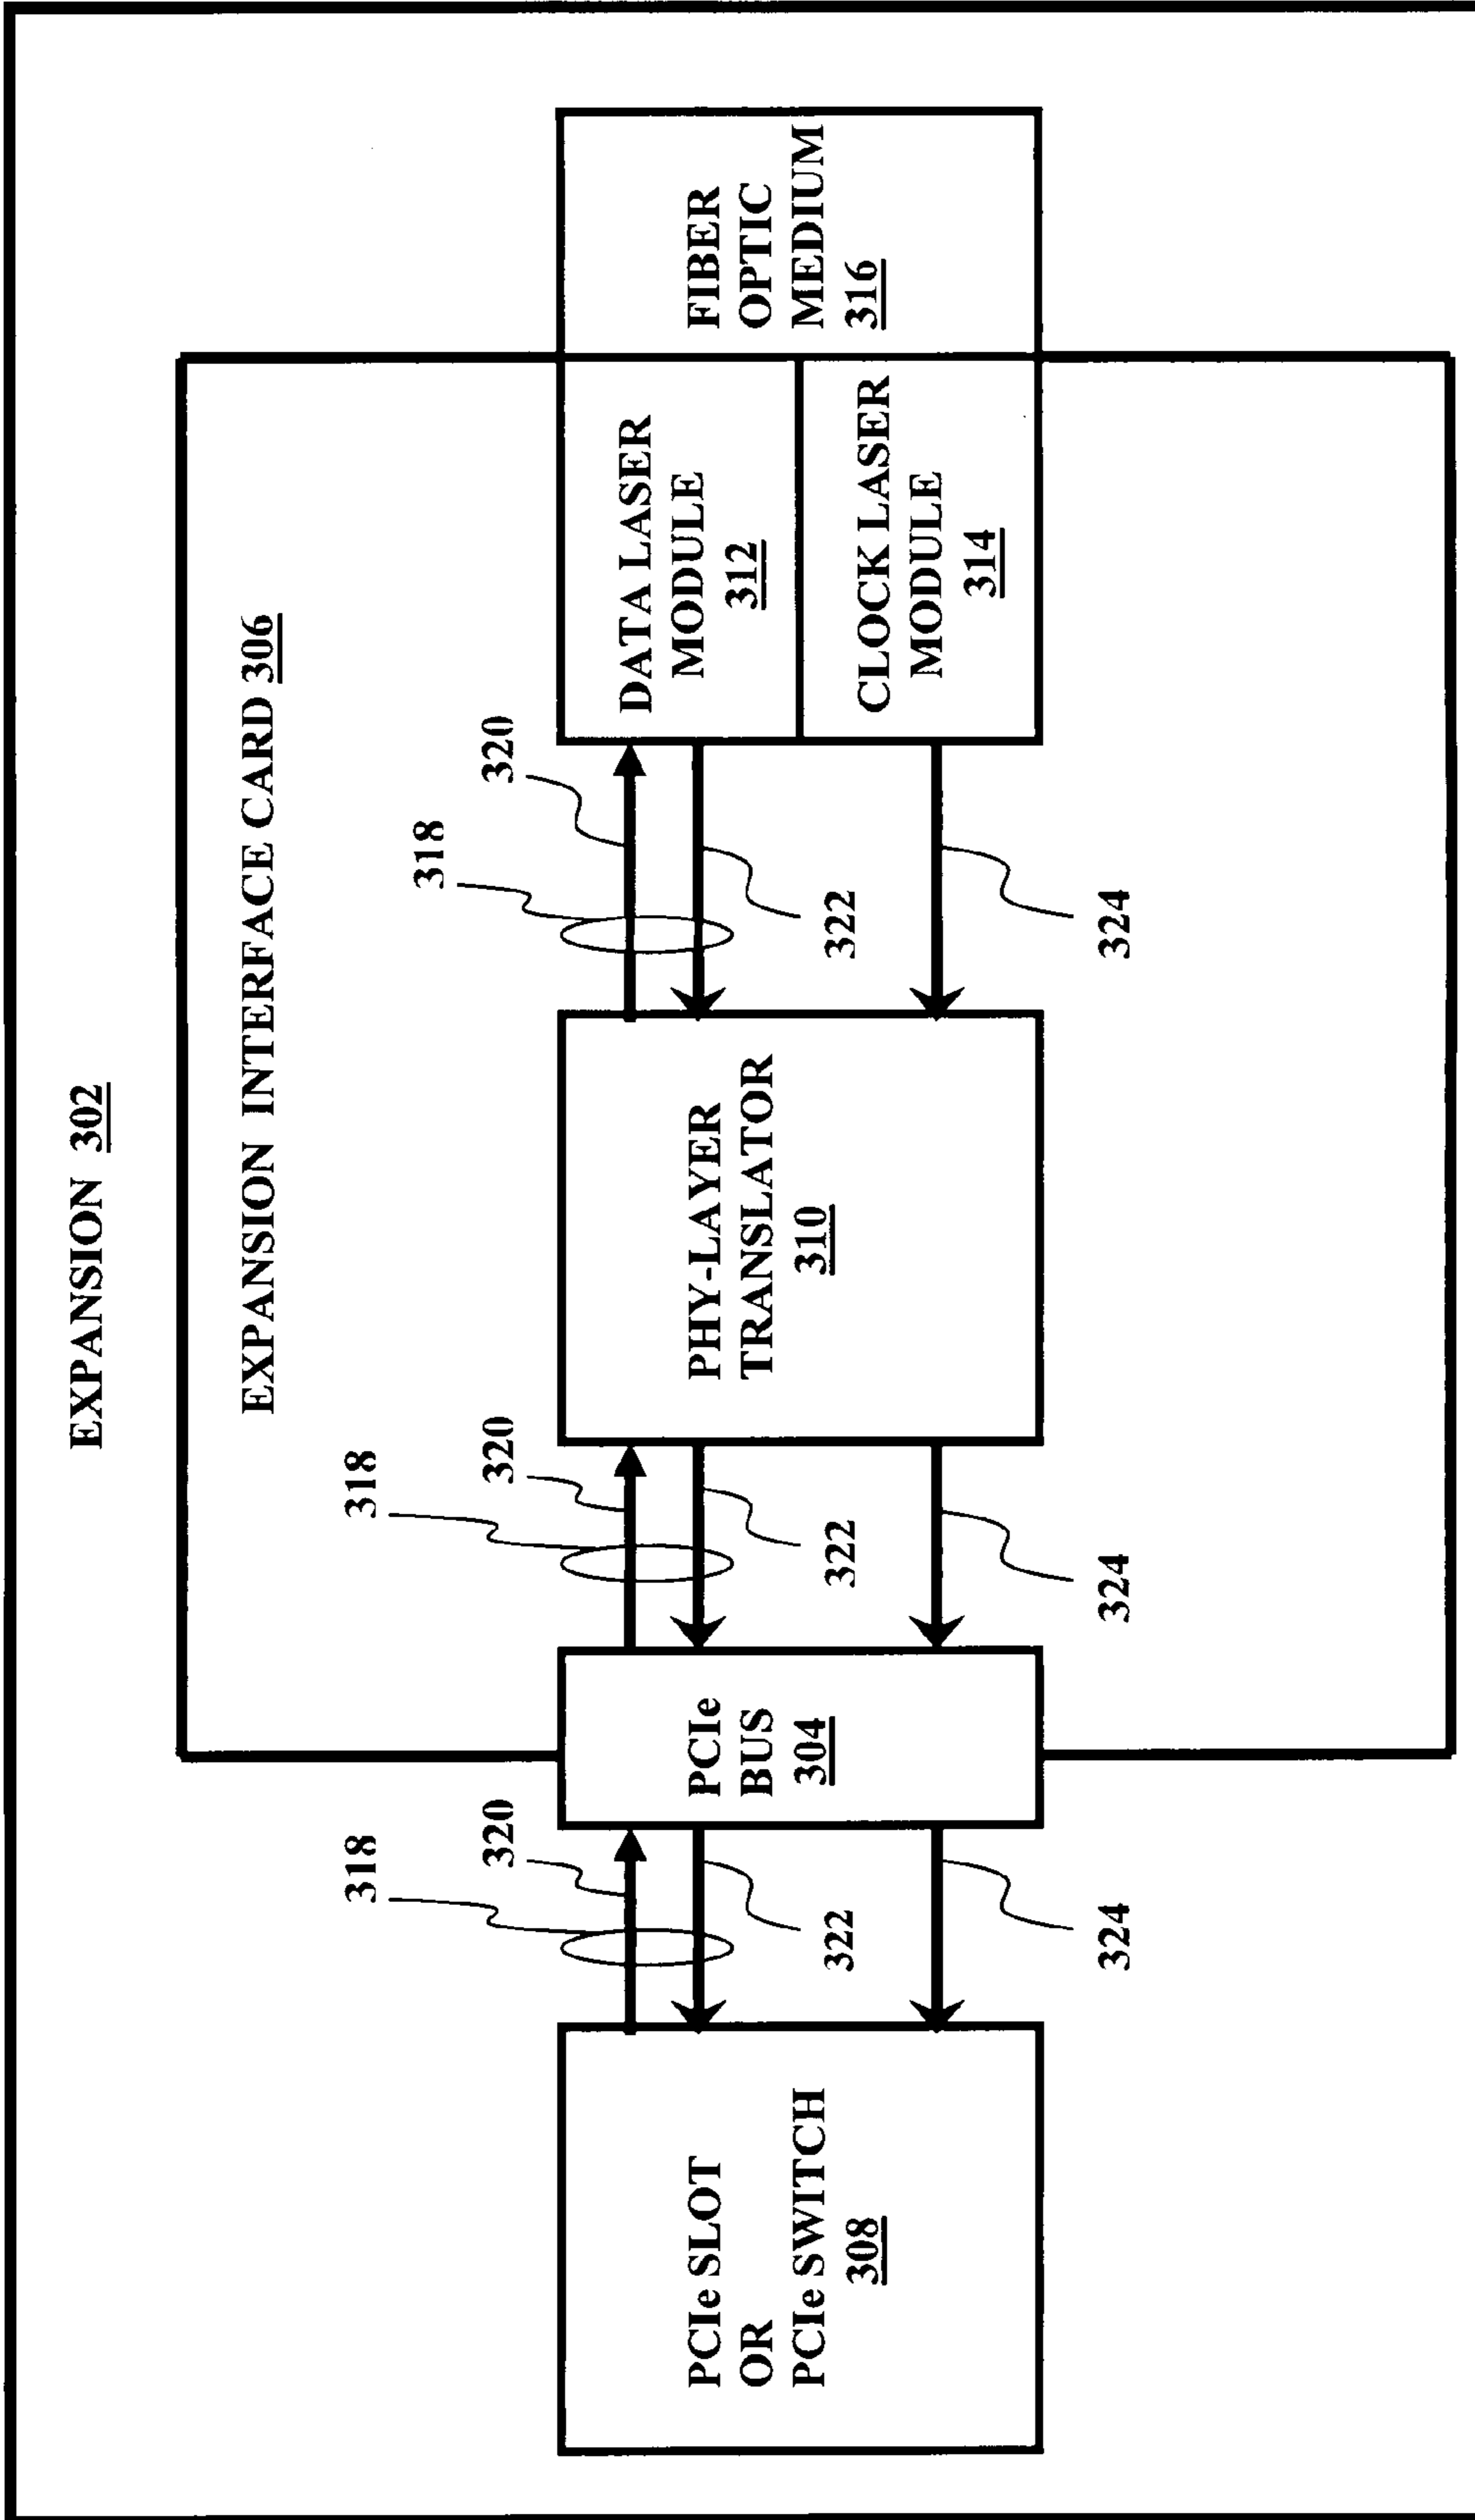 EXPANSION 302
EXPANSION INTERFACE CARD 306
318
320
318
320
318
320
PCIe SLOT
OR
PCIe SWITCH
308
PCIe
BUS
304
PHY-LAYER
TRANSLATOR
310
DATA LASER
MODULE
312
CLOCK LASER
MODULE
314
FIBER
OPTIC
MEDIUM
316
322
322
322
324
324
324